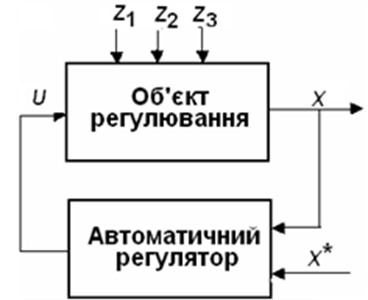 z1 z2 z3
U
Об'єкт
регулювання
X
Автоматичний
регулятор
X*